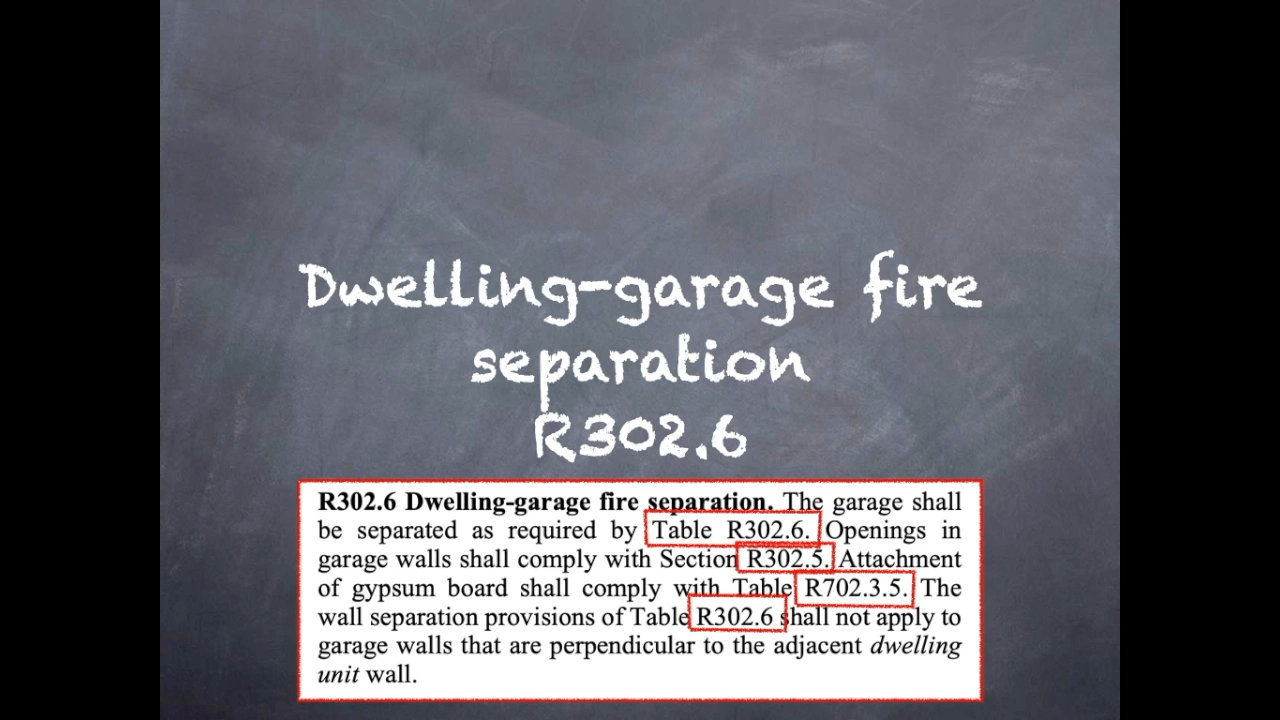 Dwelling-garage fire
separation
R302.6
R302.6 Dwelling-garage fire separation. The garage shall
be separated as required by Table R302.6. Openings in
garage walls shall comply with Section R302.5. Attachment
of gypsum board shall comply with Table R702.3.5. The
wall separation provisions of Table R302.6 shall not apply to
garage walls that are perpendicular to the adjacent dwelling
unit wall.